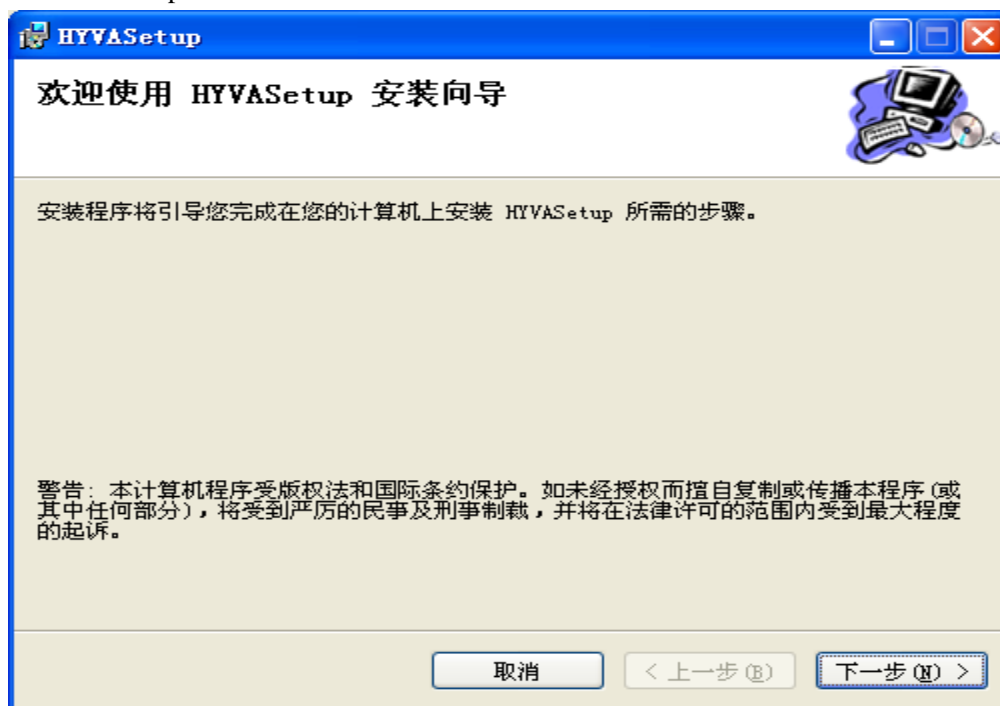 HYVASetup
欢迎使用 HYVASetup 安装向导
安装程序将引导您完成在您的计算机上安装 HYVASetup 所需的步骤。
警告: 本计算机程序受版权法和国际条约保护。如未经授权而擅自复制或传播本程序(或
其中任何部分)，将受到严厉的民事及刑事制裁，并将在法律许可的范围内受到最大程度
的起诉。
取消
< 上一步(B)
下一步(N) >